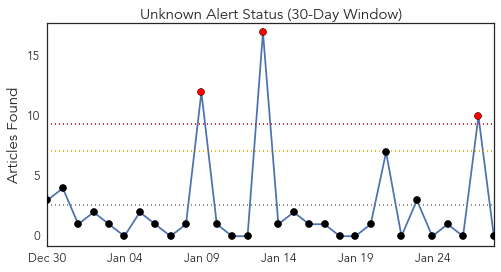 Unknown Alert Status (30-Day Window)
Articles Found
15
10
5
0
Dec 30 Jan 04 Jan 09 Jan 14 Jan 19 Jan 24